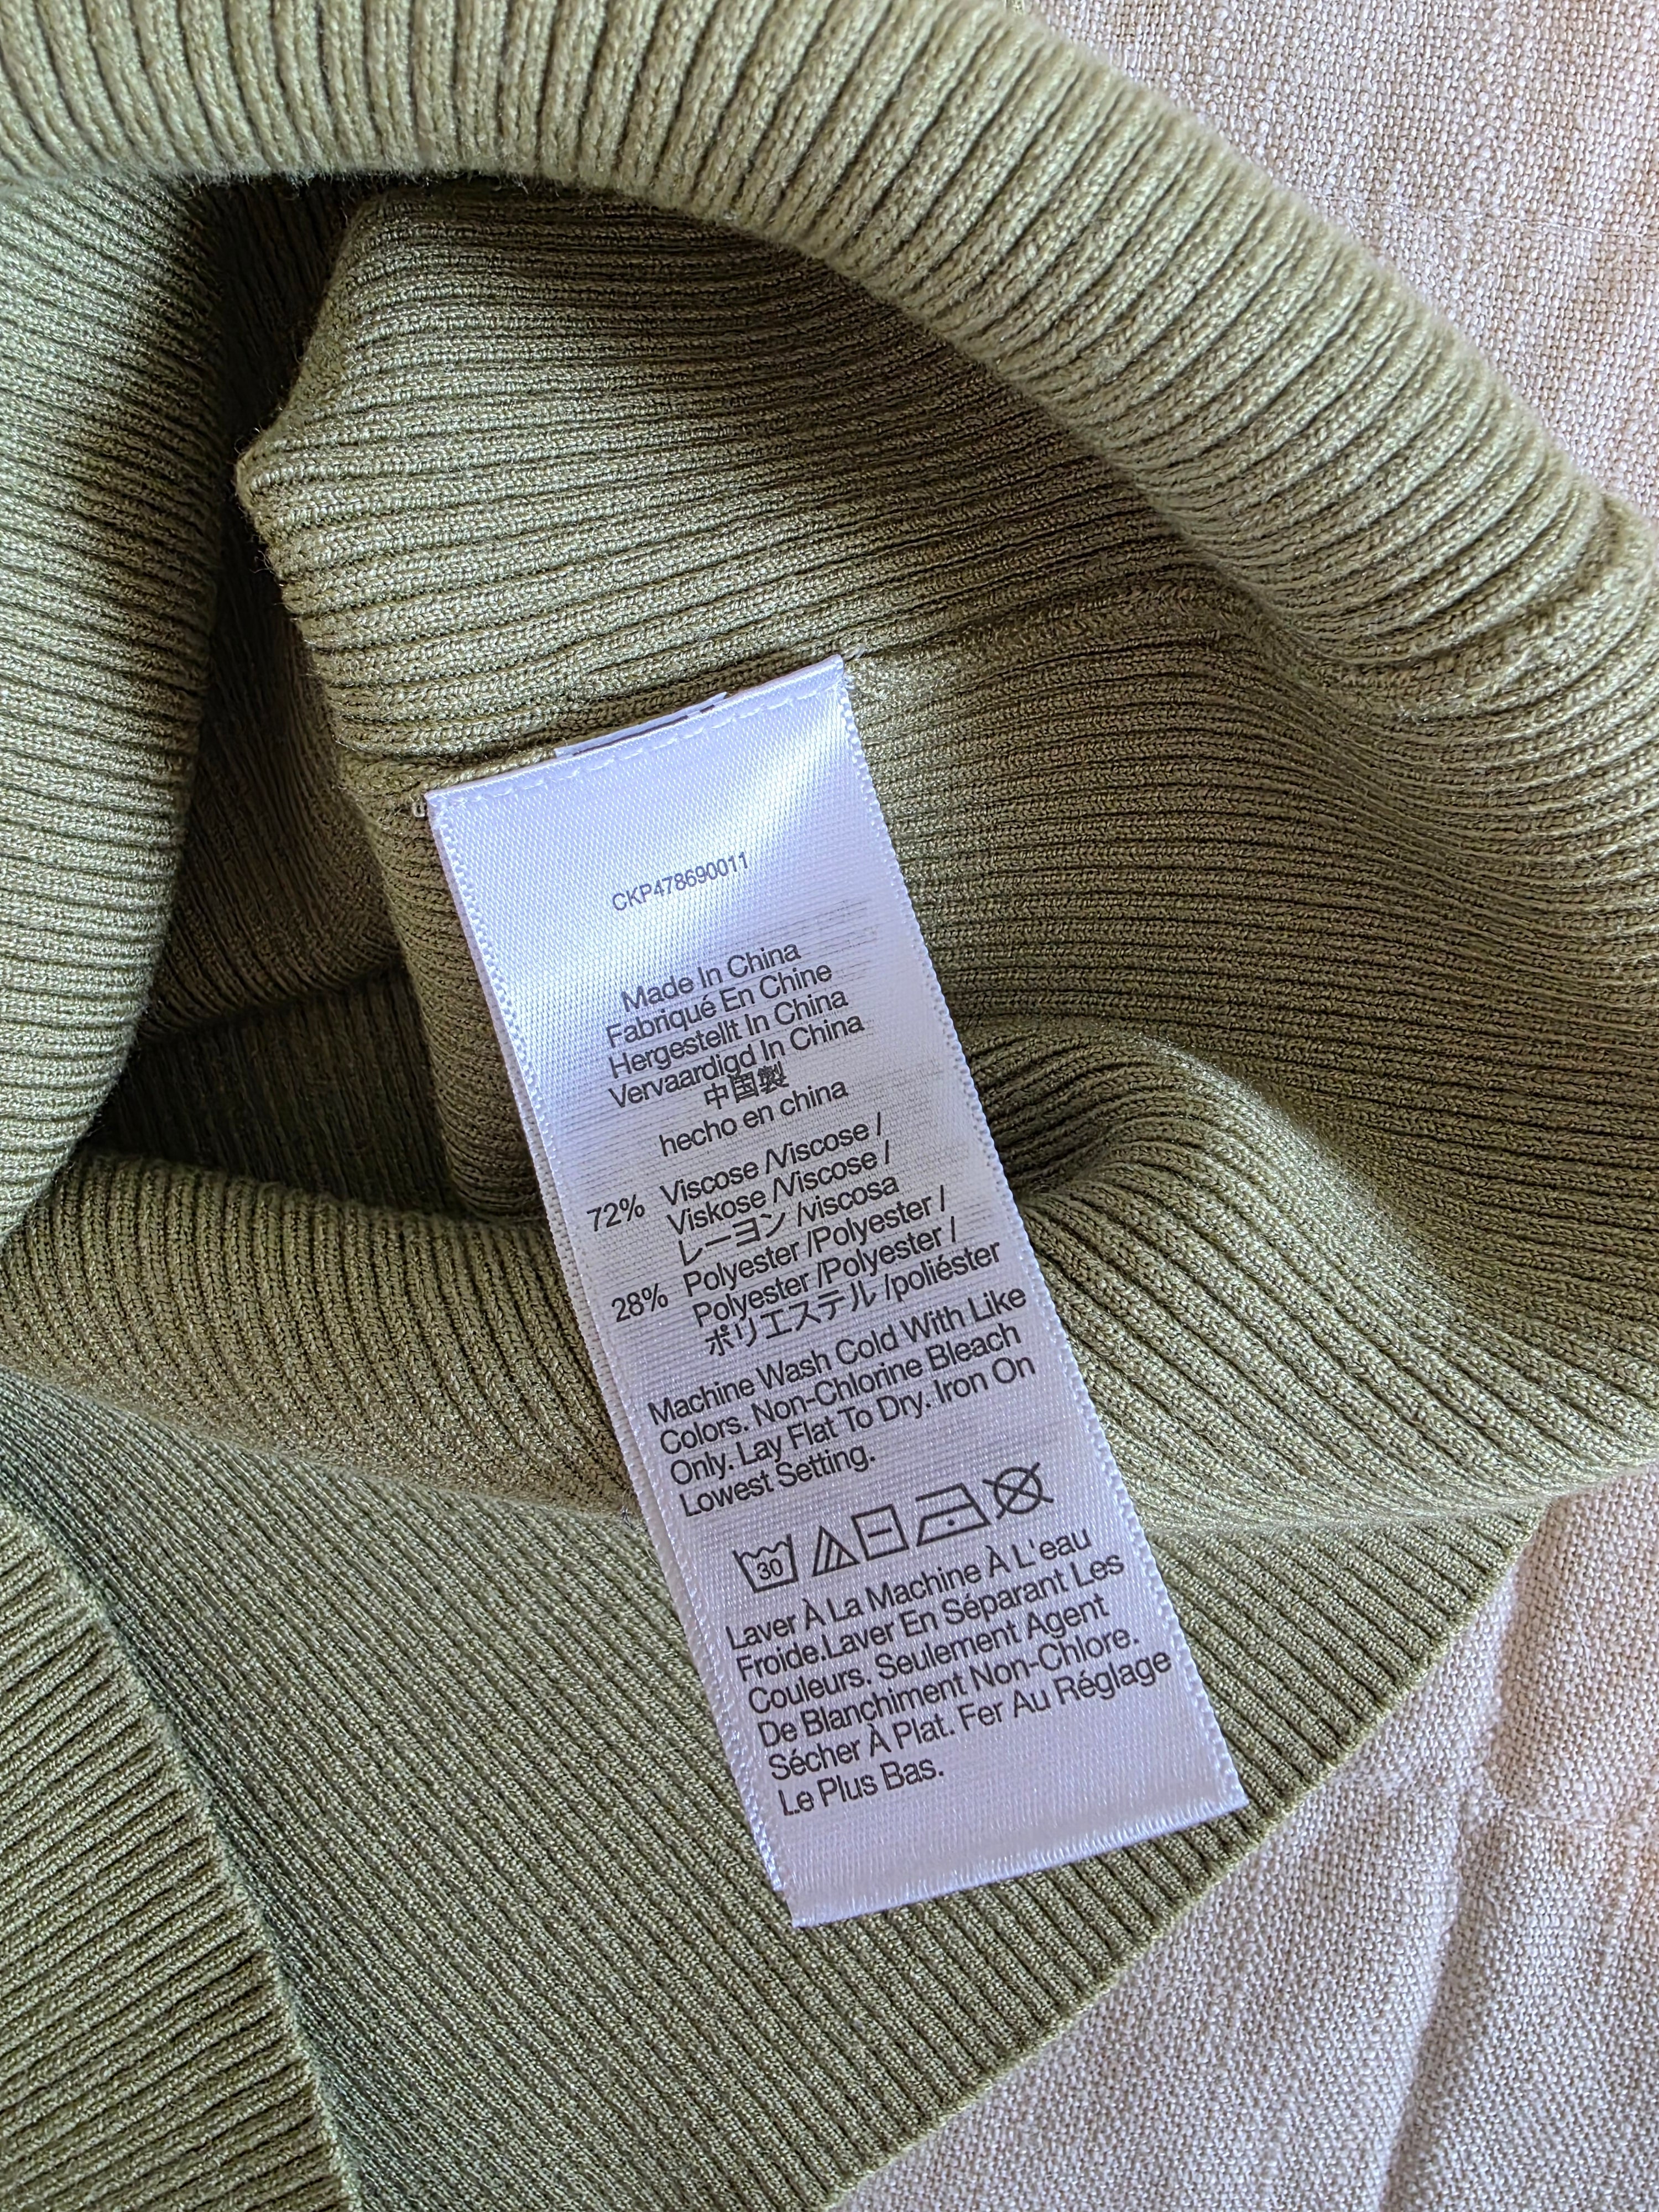 CKP478690011
Made In China
Fabriqué En Chine
Hergestellt In China
Vervaardigd In China
中国製
hecho en china
72% Viscose /Viscose /
Viskose /Viscose /
レーヨン /viscosa
28% Polyester /Polyester /
Polyester /Polyester /
ポリエステル /poliéster
Machine Wash Cold With Like
Colors. Non-Chlorine Bleach
Only. Lay Flat To Dry. Iron On
Lowest Setting.
30
Laver À La Machine À L'eau
Froide.Laver En Séparant Les
Couleurs. Seulement Agent
De Blanchiment Non-Chlore.
Sécher À Plat. Fer Au Réglage
Le Plus Bas.